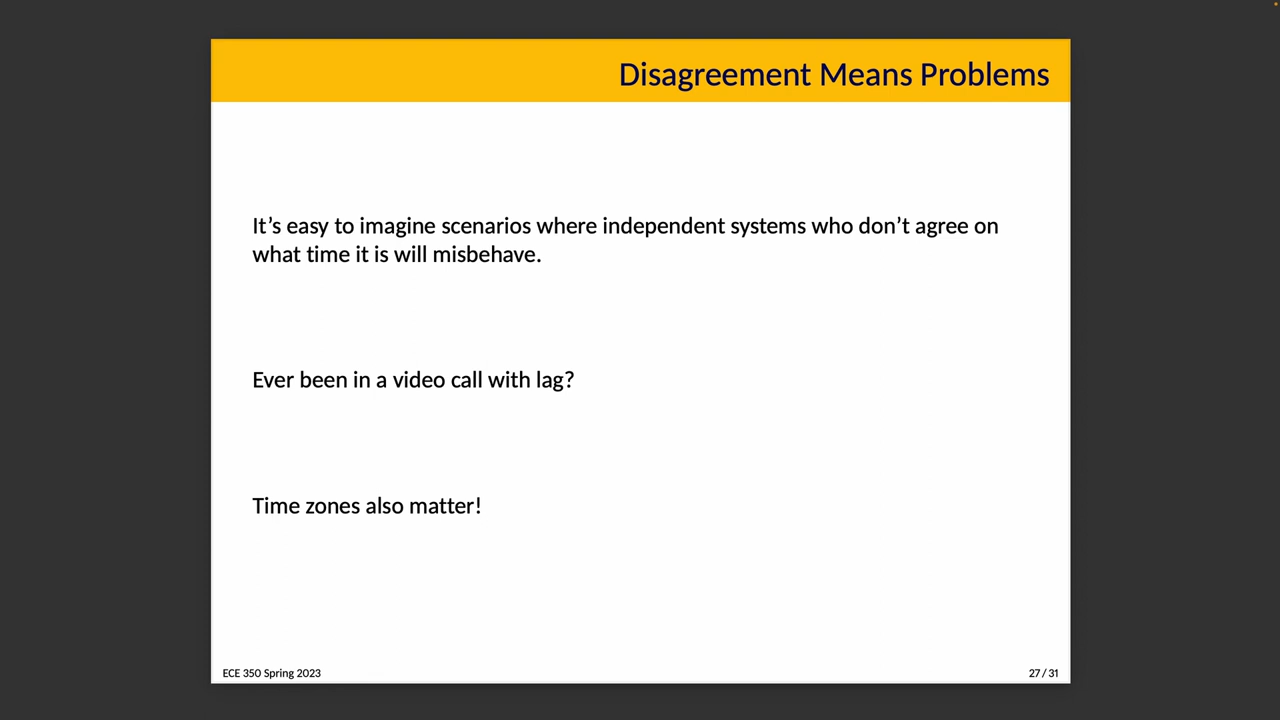 Disagreement Means Problems
It’s easy to imagine scenarios where independent systems who don’t agree on
what time it is will misbehave.
Ever been in a video call with lag?
Time zones also matter!
ECE 350 Spring 2023
27 / 31